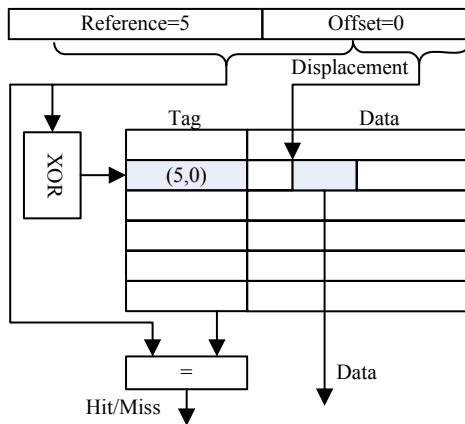 Reference=5 Offset=0
Displacement
Tag Data
XOR
(5,0)
=
Data
Hit/Miss